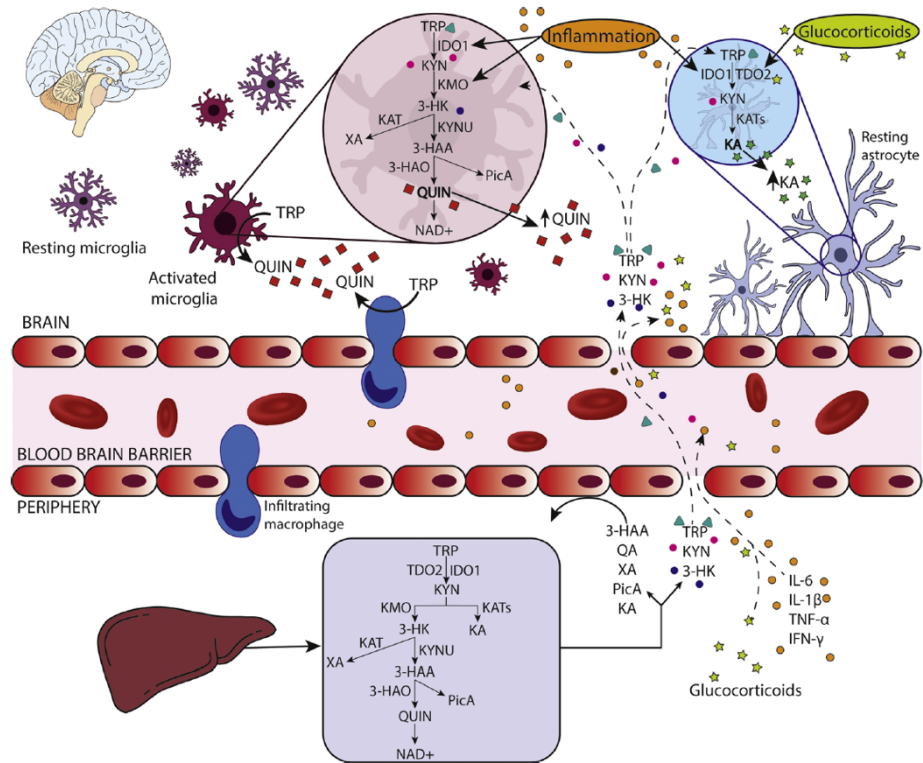 TRP
IDO1
KYN
KMO
3-HK
KAT
KYNU
XA
3-HAA
3-HAO
PicA
QUIN
NAD+
QUIN
Inflammation
Glucocorticoids
TRP
IDO1 TDO2
KYN
KATs
KA
KA
Resting
astrocyte
Resting microglia
TRP
Activated
microglia
QUIN
QUIN
TRP
TRP
KYN
3-HK
BRAIN
BLOOD BRAIN BARRIER
PERIPHERY
Infiltrating
macrophage
TRP
TDO2 IDO1
KYN
KMO
KATs
3-HK
KA
KAT
KYNU
XA
3-HAA
3-HAO
PicA
QUIN
NAD+
3-HAA
QA
XA
PicA
KA
TRP
KYN
3-HK
IL-6
IL-1β
TNF-α
IFN-γ
Glucocorticoids